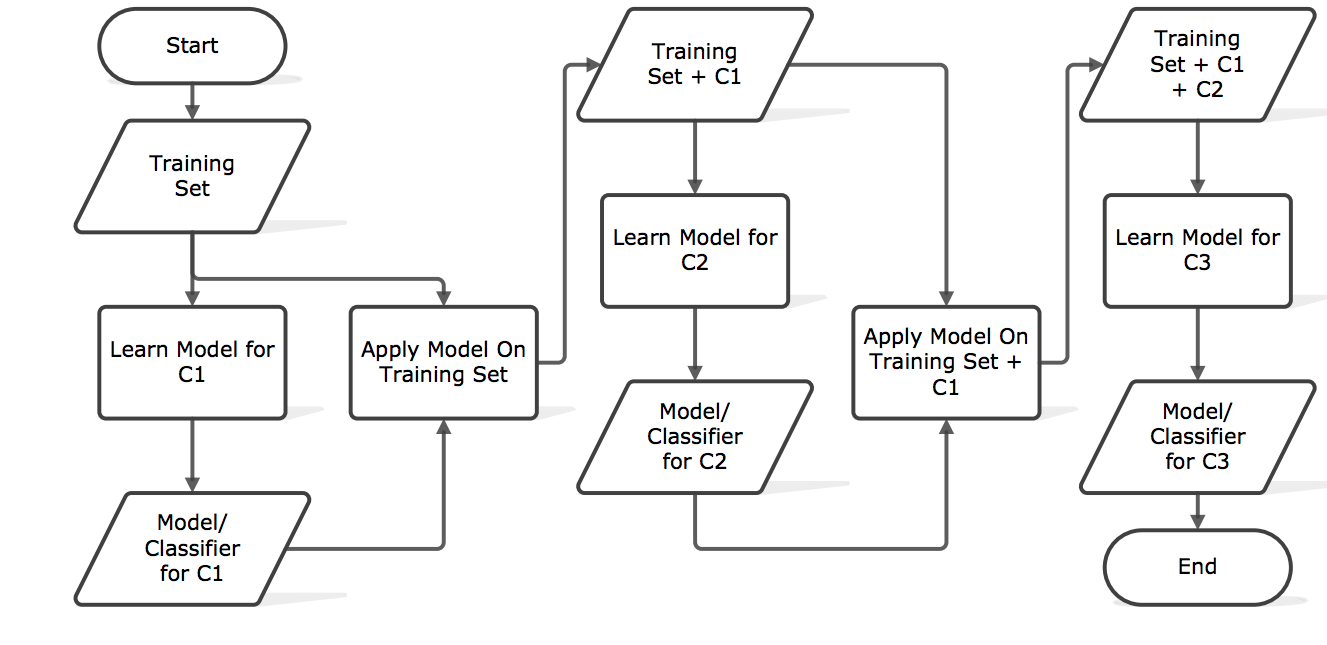 Start
Training
Set
Learn Model for
C1
Model/
Classifier
for C1
Apply Model On
Training Set
Training
Set + C1
Learn Model for
C2
Model/
Classifier
for C2
Apply Model On
Training Set +
C1
Training
Set + C1
+ C2
Learn Model for
C3
Model/
Classifier
for C3
End